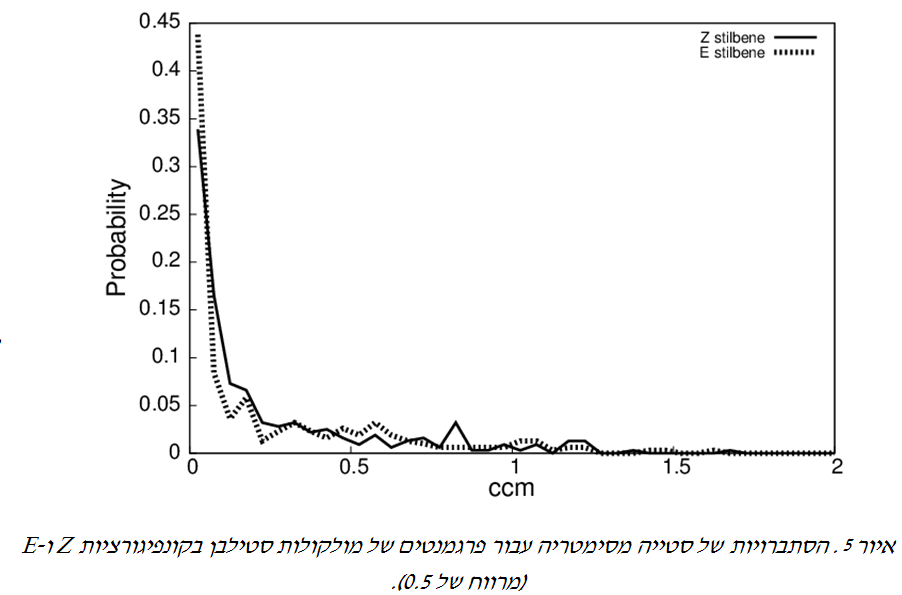 0.45
0.4
0.35
0.3
0.25
0.2
0.15
0.1
0.05
0
Probability
Z stilbene
E stilbene
0
0.5
1
1.5
2
ccm
איור 5. הסתברויות של סטייה מסימטריה עבור פרגמנטים של מולקולות סטילבן בקונפיגורציות Z ו-E
(מרווח של 0.5).